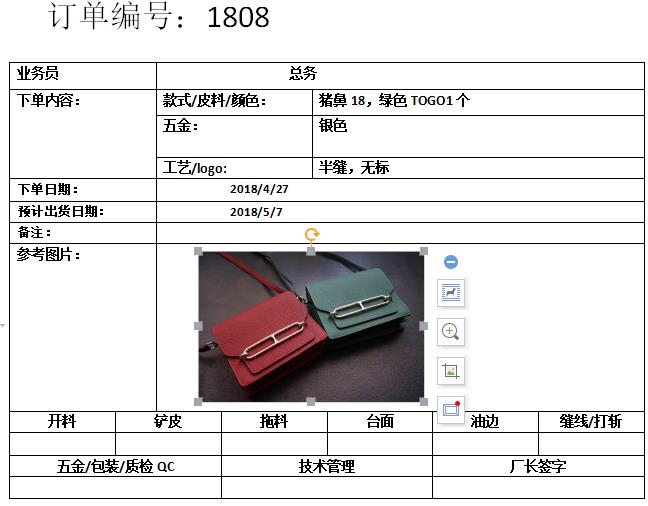 订单编号：1808
业务员 总务
下单内容： 款式/皮料/颜色： 猪鼻 18，绿色 TOGO1 个
五金： 银色
工艺/logo: 半缝，无标
下单日期： 2018/4/27
预计出货日期： 2018/5/7
备注：
参考图片：
开料 铲皮 拖料 台面 油边 缝线/打斩
五金/包装/质检 QC 技术管理 厂长签字